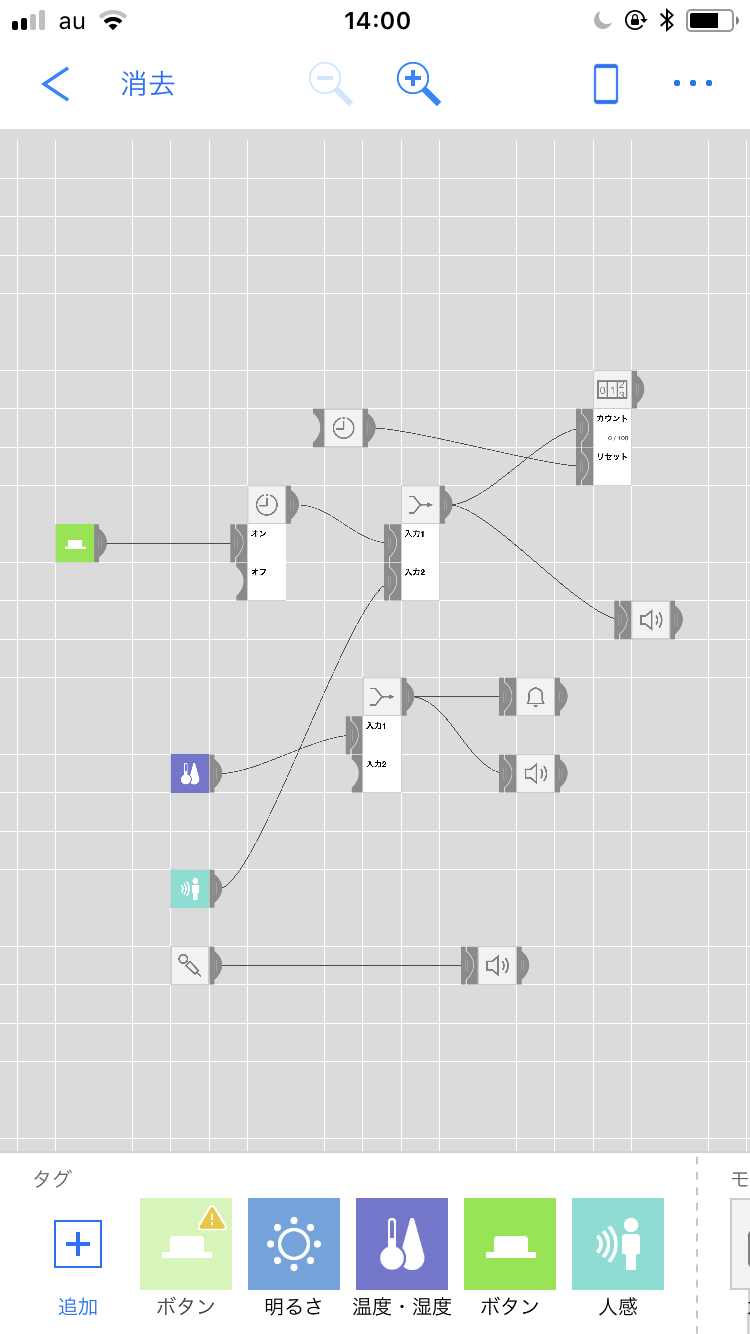 au 14:00
消去
012
3
カウント
0 / 100
リセット
オン
オフ
入力1
入力2
入力1
入力2
タグ
モ
追加
ボタン
明るさ
温度・湿度
ボタン
人感